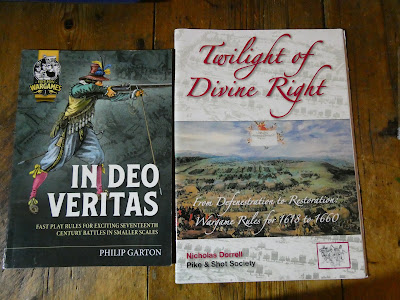 WARGAMES
IN DEO
VERITAS
FAST PLAY RULES FOR EXCITING SEVENTEENTH
CENTURY BATTLES IN SMALLER SCALES
PHILIP GARTON
Twilight of
Divine Right
From Defenestration to Restoration:
Wargame Rules for 1618 to 1660
Nicholas Dorrell
Pike & Shot Society